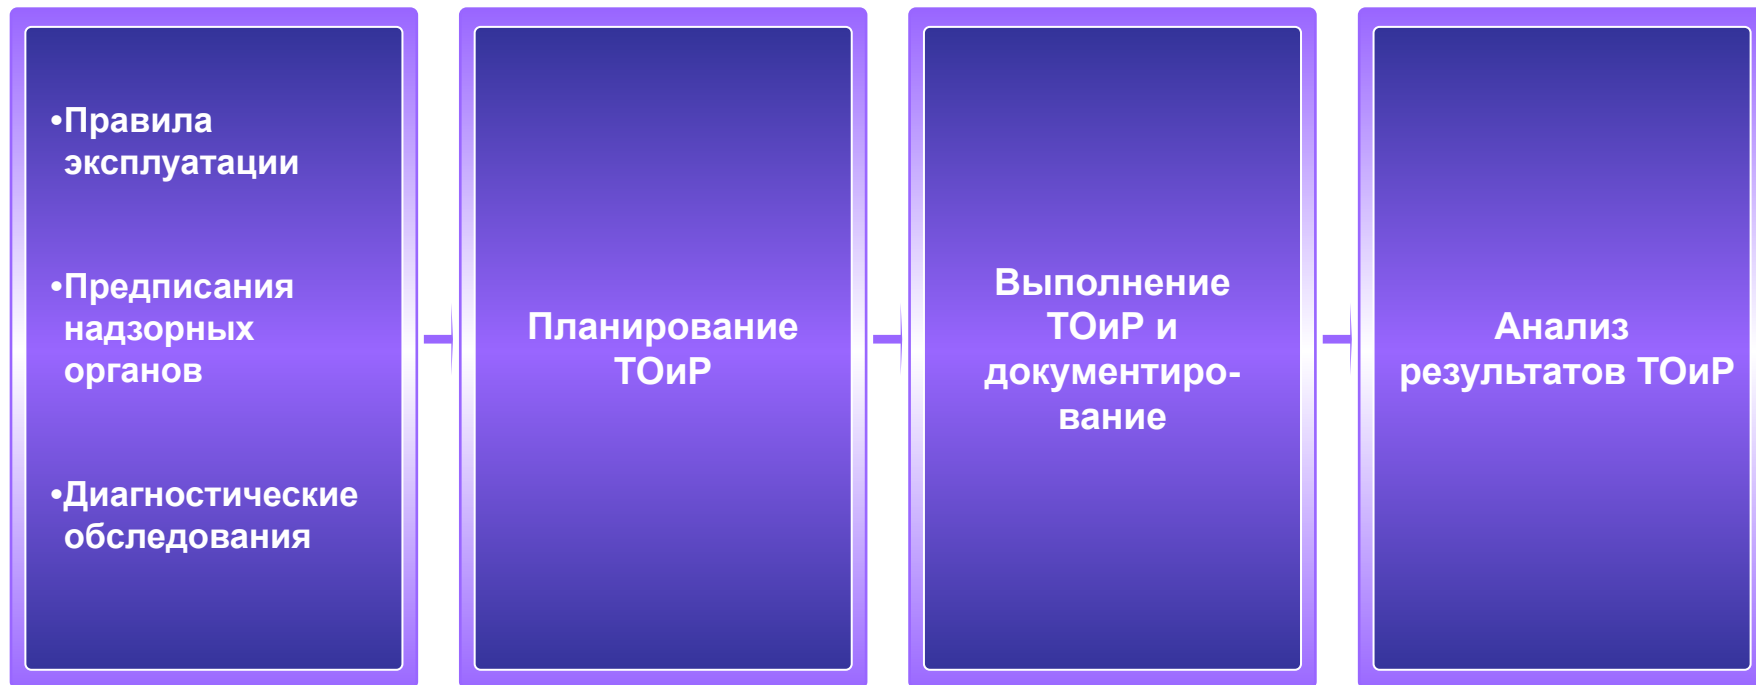 •Правила
эксплуатации
•Предписания
надзорных
органов
•Диагностические
обследования
Планирование
ТОиР
Выполнение
ТОиР и
документиро-
вание
Анализ
результатов ТОиР